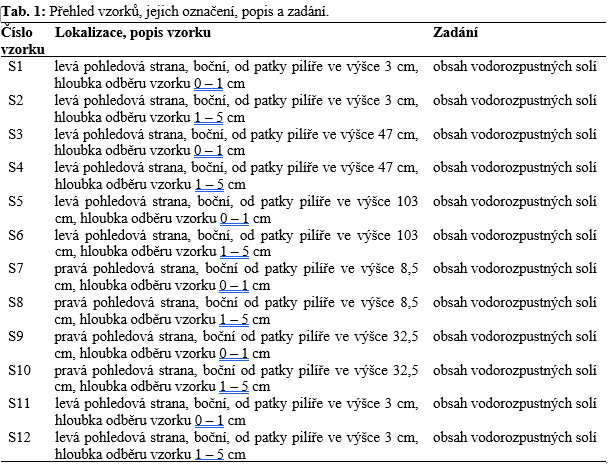 Tab. 1: Přehled vzorků, jejich označení, popis a zadání.
Číslo vzorku Lokalizace, popis vzorku Zadání
S1 levá pohledová strana, boční, od patky pilíře ve výšce 3 cm, obsah vodorozpustných solí
hloubka odběru vzorku 0 – 1 cm
S2 levá pohledová strana, boční, od patky pilíře ve výšce 3 cm, obsah vodorozpustných solí
hloubka odběru vzorku 1 – 5 cm
S3 levá pohledová strana, boční, od patky pilíře ve výšce 47 cm, obsah vodorozpustných solí
hloubka odběru vzorku 0 – 1 cm
S4 levá pohledová strana, boční, od patky pilíře ve výšce 47 cm, obsah vodorozpustných solí
hloubka odběru vzorku 1 – 5 cm
S5 levá pohledová strana, boční, od patky pilíře ve výšce 103 obsah vodorozpustných solí
cm, hloubka odběru vzorku 0 – 1 cm
S6 levá pohledová strana, boční, od patky pilíře ve výšce 103 obsah vodorozpustných solí
cm, hloubka odběru vzorku 1 – 5 cm
S7 pravá pohledová strana, boční od patky pilíře ve výšce 8,5 obsah vodorozpustných solí
cm, hloubka odběru vzorku 0 – 1 cm
S8 pravá pohledová strana, boční od patky pilíře ve výšce 8,5 obsah vodorozpustných solí
cm, hloubka odběru vzorku 1 – 5 cm
S9 pravá pohledová strana, boční od patky pilíře ve výšce 32,5 obsah vodorozpustných solí
cm, hloubka odběru vzorku 0 – 1 cm
S10 pravá pohledová strana, boční od patky pilíře ve výšce 32,5 obsah vodorozpustných solí
cm, hloubka odběru vzorku 1 – 5 cm
S11 levá pohledová strana, boční, od patky pilíře ve výšce 3 cm, obsah vodorozpustných solí
hloubka odběru vzorku 0 – 1 cm
S12 levá pohledová strana, boční, od patky pilíře ve výšce 3 cm, obsah vodorozpustných solí
hloubka odběru vzorku 1 – 5 cm